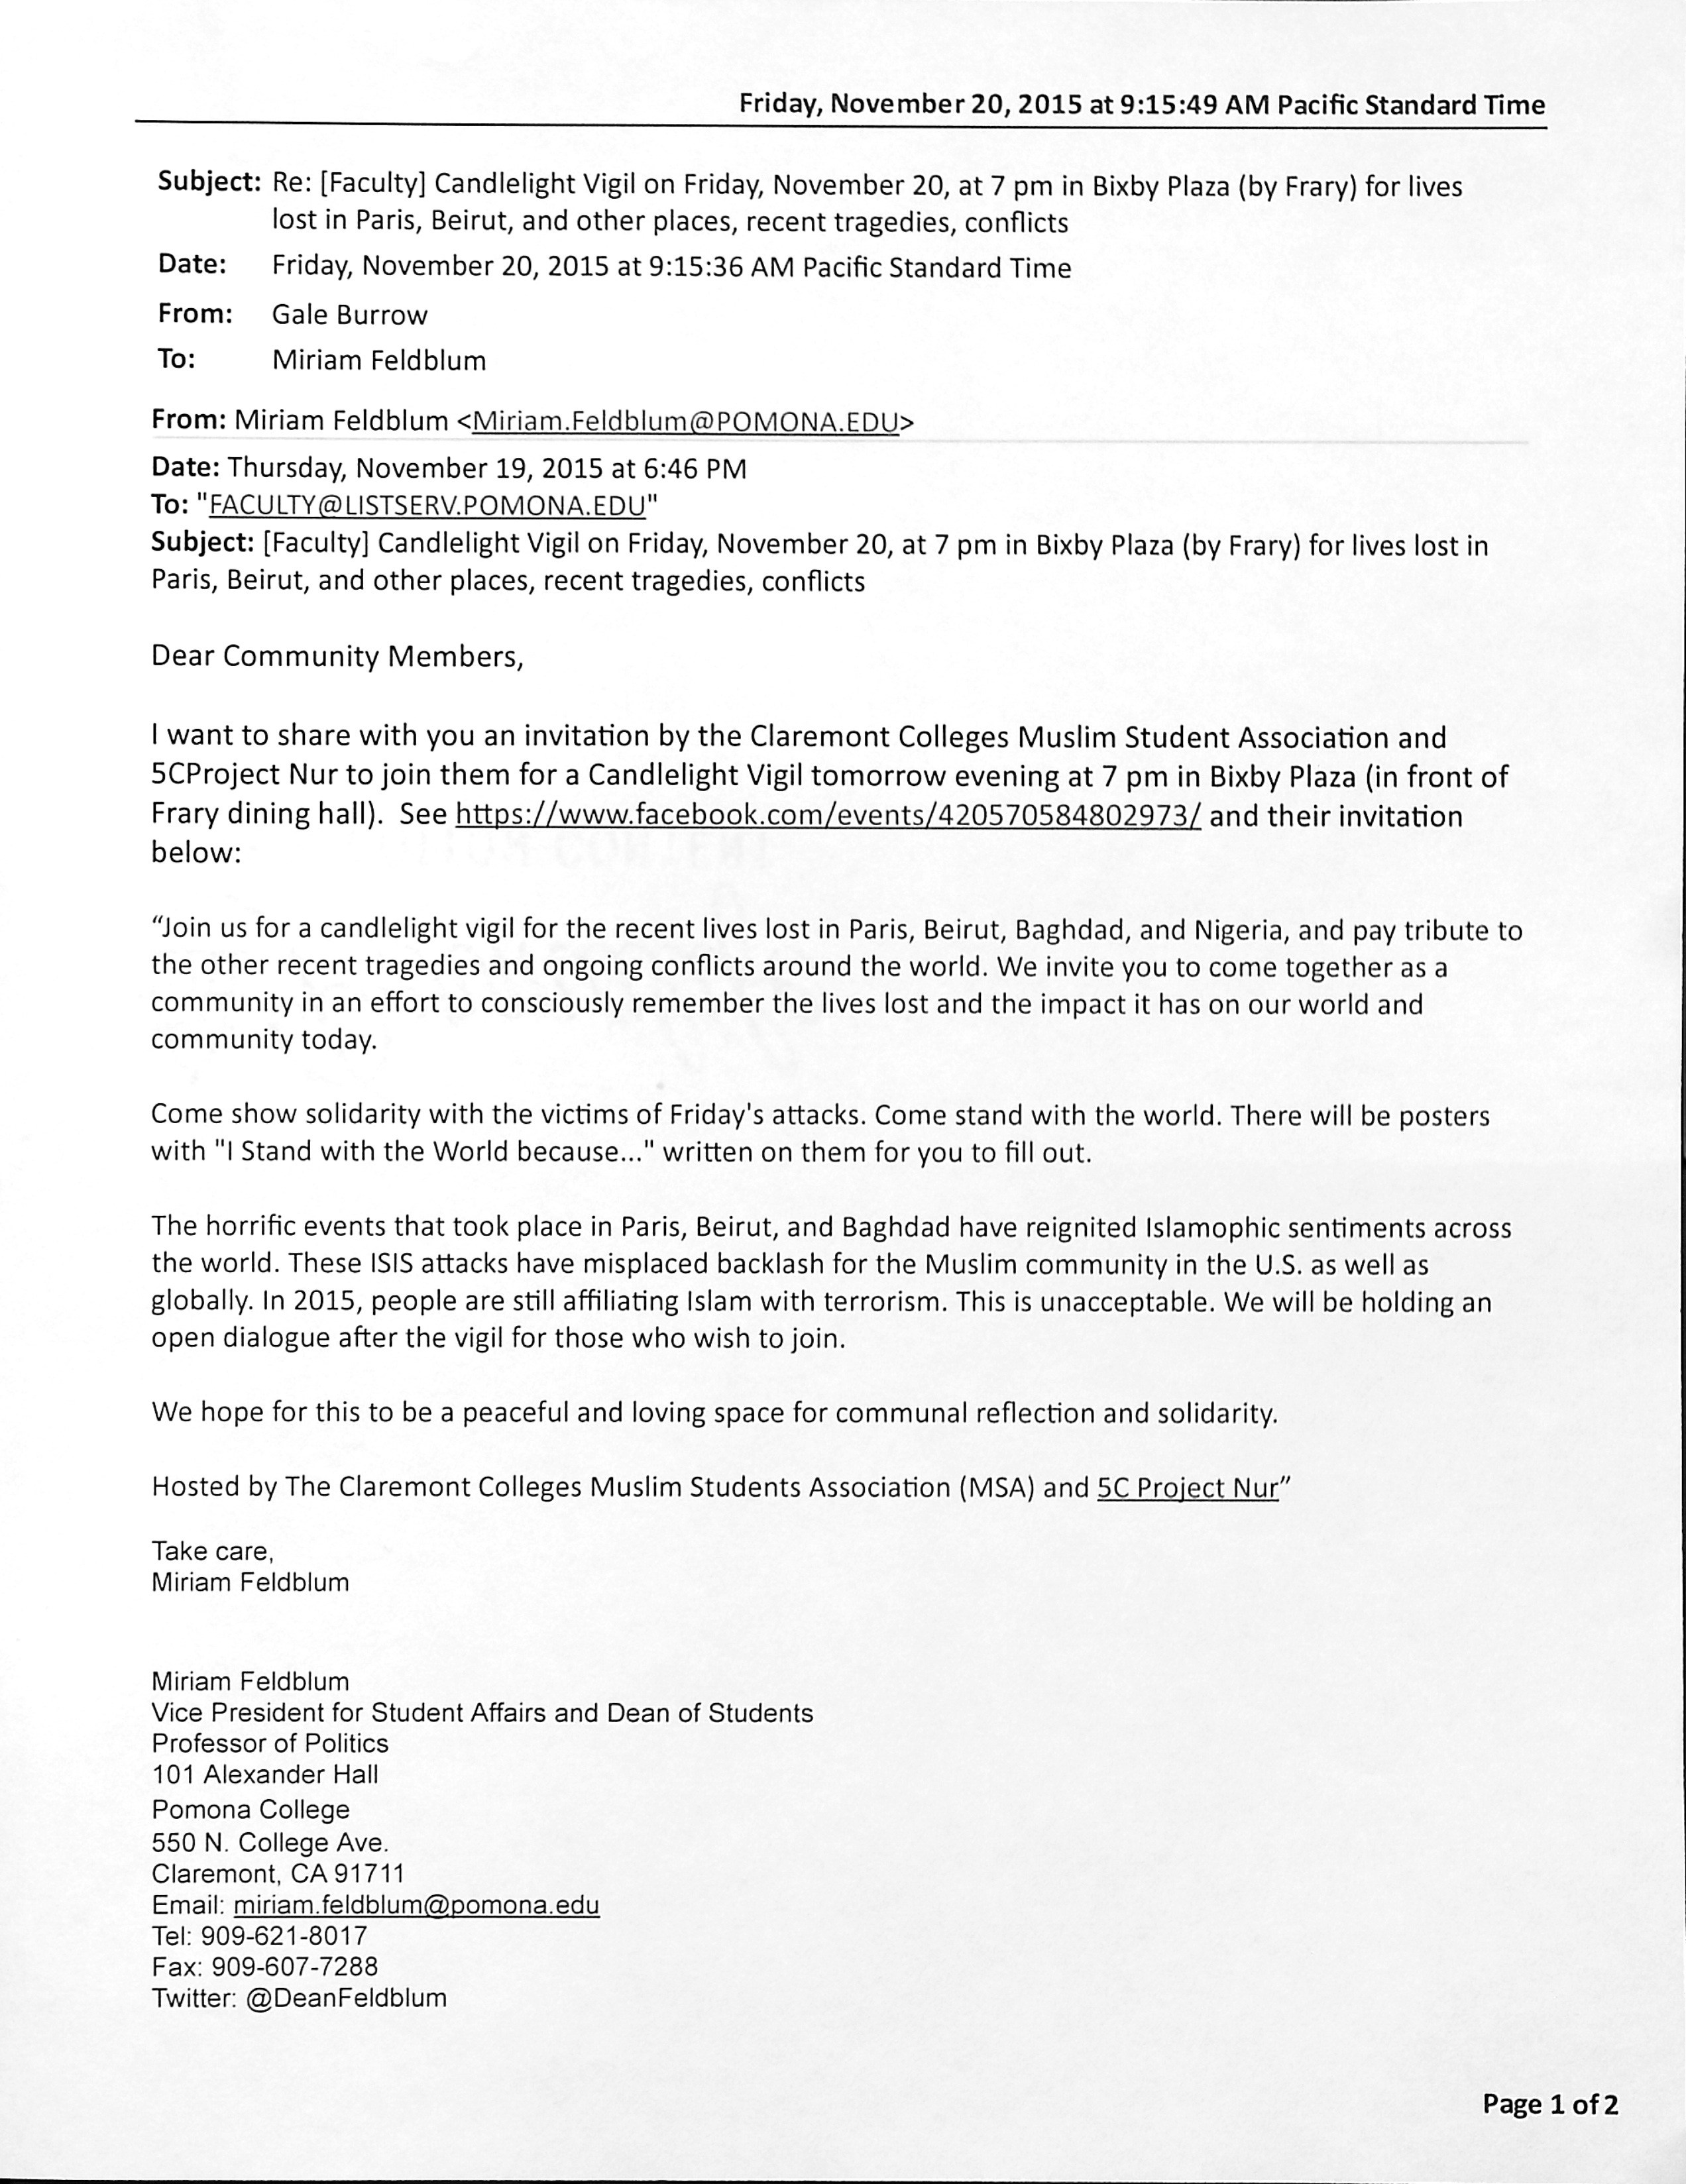 Friday, November 20, 2015 at 9:15:49 AM Pacific Standard Time
Subject: Re: [Faculty] Candlelight Vigil on Friday, November 20, at 7 pm in Bixby Plaza (by Frary) for lives
lost in Paris, Beirut, and other places, recent tragedies, conflicts
Date: Friday, November 20, 2015 at 9:15:36 AM Pacific Standard Time
From: Gale Burrow
To: Miriam Feldblum
From: Miriam Feldblum <Miriam.Feldblum@POMONA.EDU>
Date: Thursday, November 19, 2015 at 6:46 PM
To: "FACULTY@LISTSERV.POMONA.EDU"
Subject: [Faculty] Candlelight Vigil on Friday, November 20, at 7 pm in Bixby Plaza (by Frary) for lives lost in
Paris, Beirut, and other places, recent tragedies, conflicts
Dear Community Members,
I want to share with you an invitation by the Claremont Colleges Muslim Student Association and
5CProject Nur to join them for a Candlelight Vigil tomorrow evening at 7 pm in Bixby Plaza (in front of
Frary dining hall).  See https://www.facebook.com/events/420570584802973/ and their invitation
below:
“Join us for a candlelight vigil for the recent lives lost in Paris, Beirut, Baghdad, and Nigeria, and pay tribute to
the other recent tragedies and ongoing conflicts around the world. We invite you to come together as a
community in an effort to consciously remember the lives lost and the impact it has on our world and
community today.
Come show solidarity with the victims of Friday's attacks. Come stand with the world. There will be posters
with "I Stand with the World because..." written on them for you to fill out.
The horrific events that took place in Paris, Beirut, and Baghdad have reignited Islamophic sentiments across
the world. These ISIS attacks have misplaced backlash for the Muslim community in the U.S. as well as
globally. In 2015, people are still affiliating Islam with terrorism. This is unacceptable. We will be holding an
open dialogue after the vigil for those who wish to join.
We hope for this to be a peaceful and loving space for communal reflection and solidarity.
Hosted by The Claremont Colleges Muslim Students Association (MSA) and 5C Project Nur”
Take care,
Miriam Feldblum
Miriam Feldblum
Vice President for Student Affairs and Dean of Students
Professor of Politics
101 Alexander Hall
Pomona College
550 N. College Ave.
Claremont, CA 91711
Email: miriam.feldblum@pomona.edu
Tel: 909-621-8017
Fax: 909-607-7288
Twitter: @DeanFeldblum
Page 1 of 2